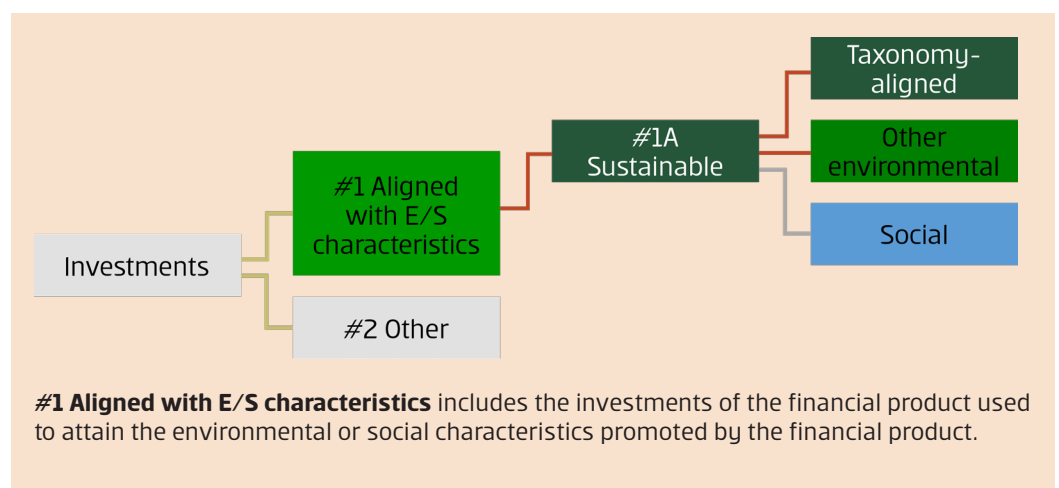 Taxonomy-
aligned
#1A
Sustainable
Other
environmental
#1 Aligned
with E/S
characteristics
Social
Investments
#2 Other
#1 Aligned with E/S characteristics includes the investments of the financial product used
to attain the environmental or social characteristics promoted by the financial product.